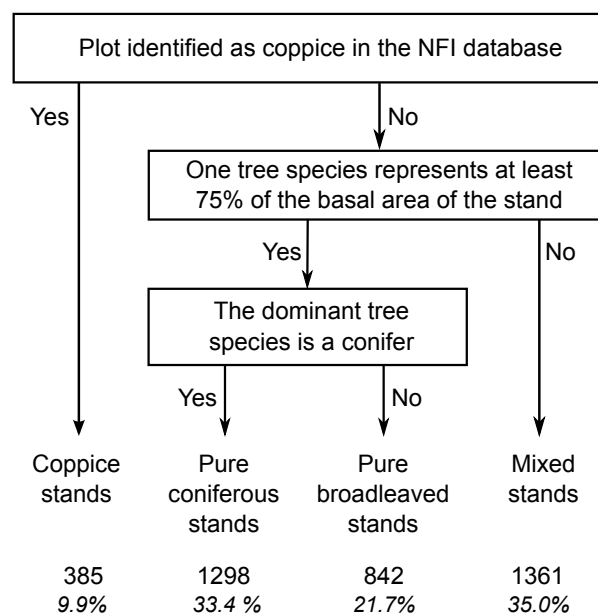 Plot identified as coppice in the NFI database
Yes
No
One tree species represents at least
75% of the basal area of the stand
Yes
No
The dominant tree
species is a conifer
Yes
No
Coppice
stands
Pure
coniferous
stands
Pure
broadleaved
stands
Mixed
stands
385
1298
842
1361
9.9%
33.4 %
21.7%
35.0%